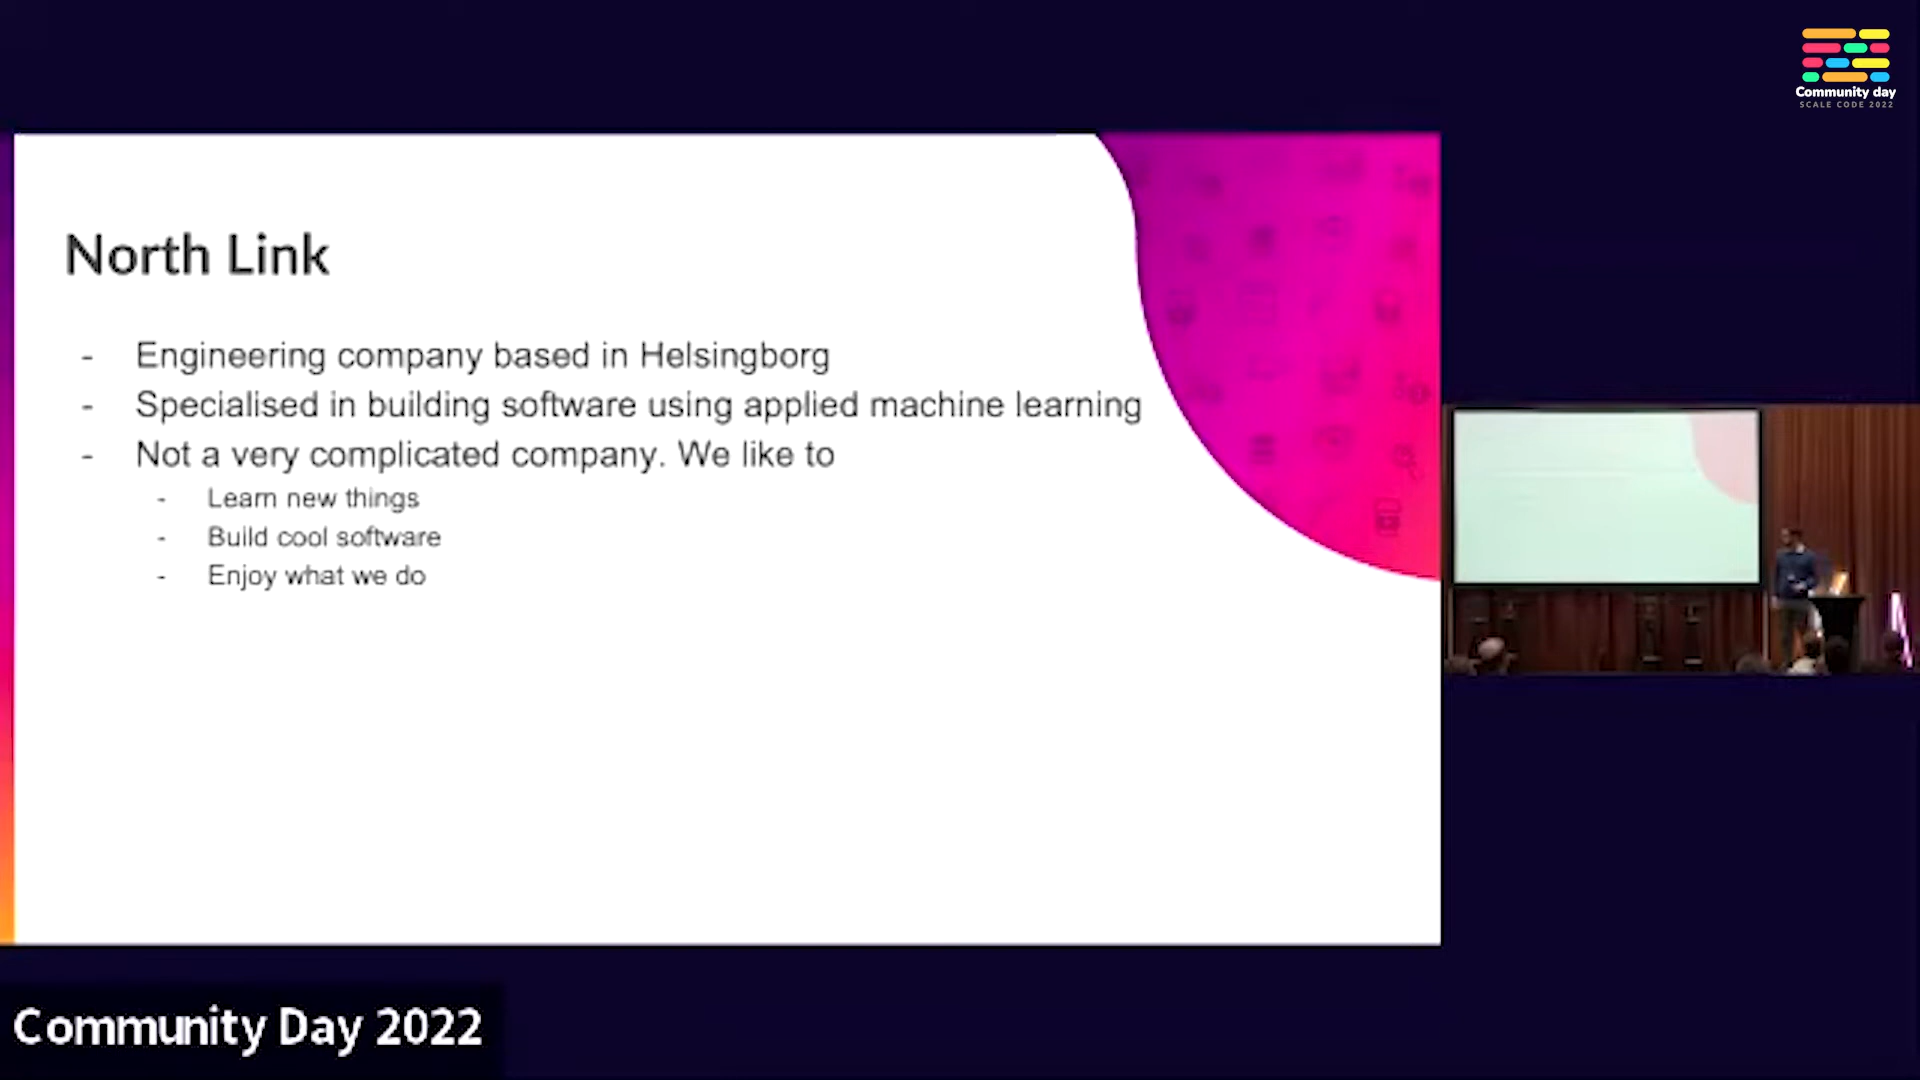 Community day
SCALE CODE 2022
North Link
- Engineering company based in Helsingborg
- Specialised in building software using applied machine learning
- Not a very complicated company. We like to
- Learn new things
- Build cool software
- Enjoy what we do
Community Day 2022